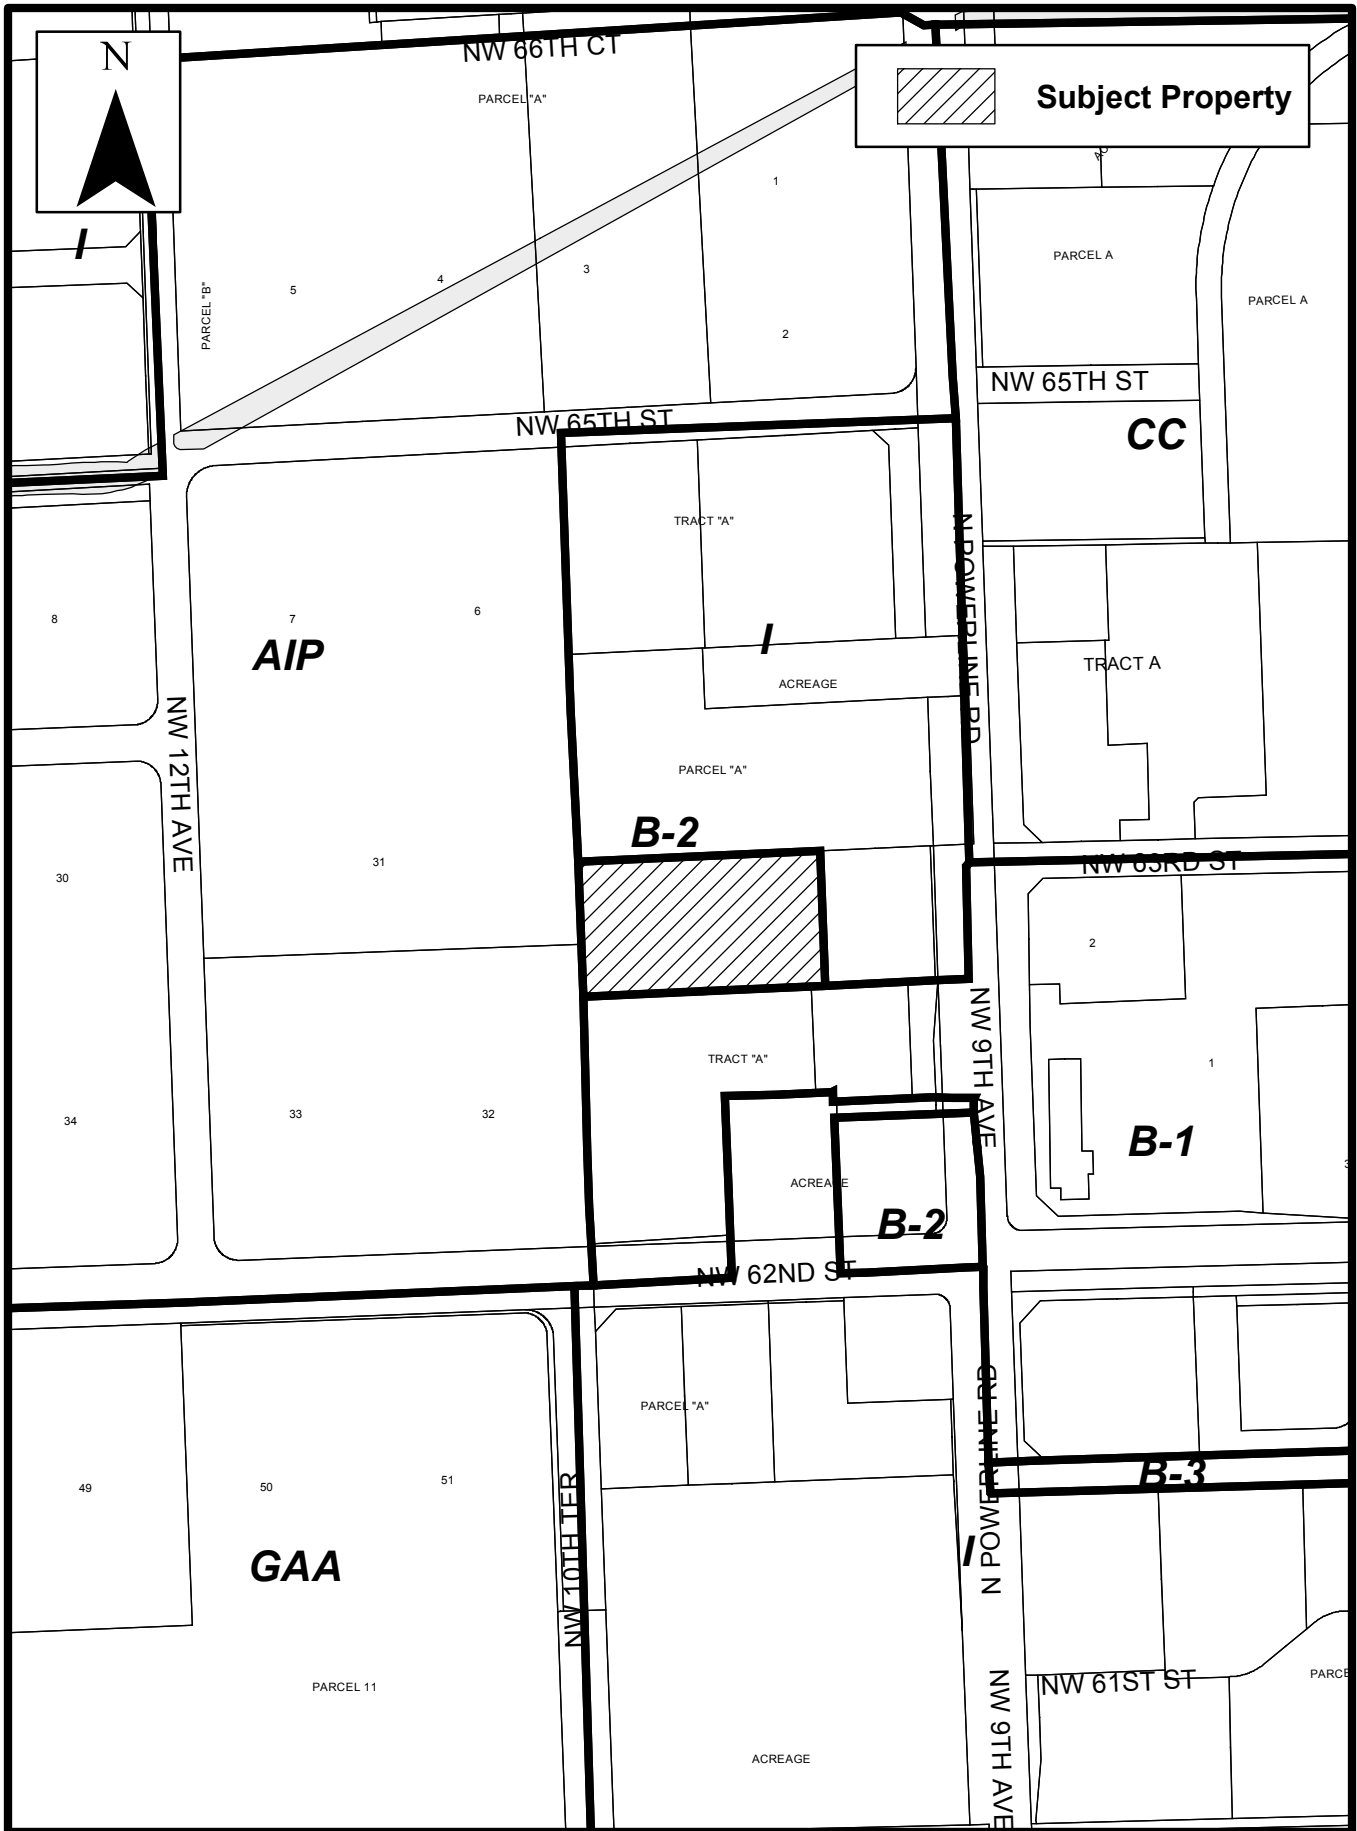 N
NW 66TH CT
Subject Property
PARCEL "A"
1
I
PARCEL A
PARCEL A
5
4
3
PARCEL "B"
2
NW 65TH ST
NW 65TH ST
CC
TRACT "A"
N POWERLINE RD
8
7
6
AIP
I
TRACT A
ACREAGE
NW 12TH AVE
PARCEL "A"
B-2
31
NW 63RD ST
30
2
NW 9TH AVE
TRACT "A"
1
34
33
32
B-1
ACREAGE
B-2
NW 62ND ST
PARCEL "A"
N POWERLINE RD
B-3
49
50
51
NW 10TH TER
GAA
I
NW 61ST ST
PARCEL 11
NW 9TH AVE
ACREAGE